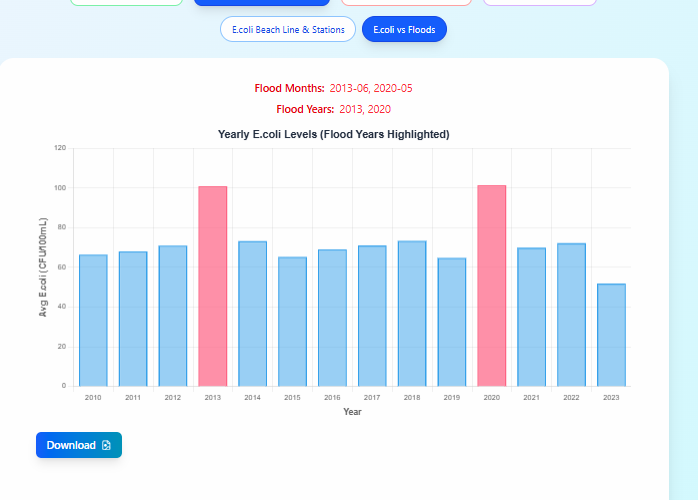 E.coli Beach Line & Stations
E.coli vs Floods
Flood Months: 2013-06, 2020-05
Flood Years: 2013, 2020
Yearly E.coli Levels (Flood Years Highlighted)
Avg E.coli (CFU/100mL)
120
100
80
60
40
20
0
2010 2011 2012 2013 2014 2015 2016 2017 2018 2019 2020 2021 2022 2023
Year
Download